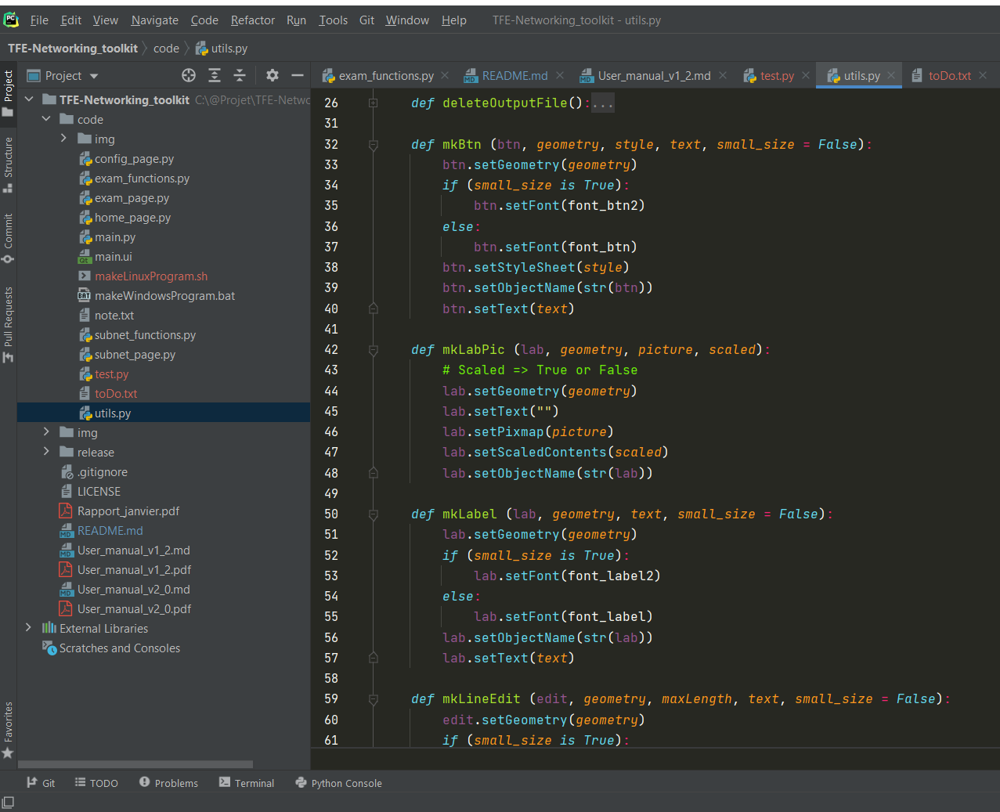 PC File Edit View Navigate Code Refactor Run Tools Git Window Help TFE-Networking_toolkit - utils.py
TFE-Networking_toolkit code utils.py
Project
exam_functions.py README.md User_manual_v1_2.md test.py utils.py toDo.txt
Project
Structure
Commit
Pull Requests
Favorites
TFE-Networking_toolkit C:\@Projet\TFE-Netwo
code
img
config_page.py
exam_functions.py
exam_page.py
home_page.py
main.py
main.ui
makeLinuxProgram.sh
makeWindowsProgram.bat
note.txt
subnet_functions.py
subnet_page.py
test.py
toDo.txt
utils.py
img
release
.gitignore
LICENSE
Rapport_janvier.pdf
README.md
User_manual_v1_2.md
User_manual_v1_2.pdf
User_manual_v2_0.md
User_manual_v2_0.pdf
External Libraries
Scratches and Consoles
26 def deleteOutputFile():...
31
32 def mkBtn (btn, geometry, style, text, small_size = False):
33 btn.setGeometry(geometry)
34 if (small_size is True):
35 btn.setFont(font_btn2)
36 else:
37 btn.setFont(font_btn)
38 btn.setStyleSheet(style)
39 btn.setObjectName(str(btn))
40 btn.setText(text)
41
42 def mkLabPic (lab, geometry, picture, scaled):
43 # Scaled => True or False
44 lab.setGeometry(geometry)
45 lab.setText("")
46 lab.setPixmap(picture)
47 lab.setScaledContents(scaled)
48 lab.setObjectName(str(lab))
49
50 def mkLabel (lab, geometry, text, small_size = False):
51 lab.setGeometry(geometry)
52 if (small_size is True):
53 lab.setFont(font_label2)
54 else:
55 lab.setFont(font_label)
56 lab.setObjectName(str(lab))
57 lab.setText(text)
58
59 def mkLineEdit (edit, geometry, maxLength, text, small_size = False):
60 edit.setGeometry(geometry)
61 if (small_size is True):
Git TODO Problems Terminal Python Console